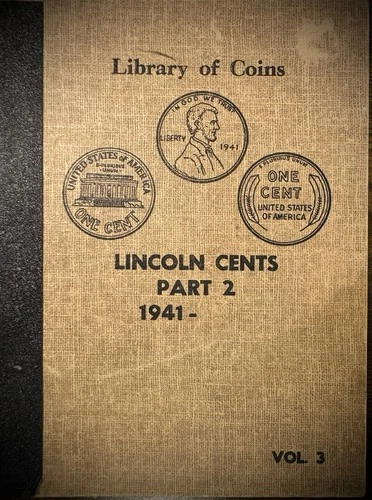 Library of Coins
IN GOD WE TRUST
LIBERTY
1941
UNITED STATES of AMERICA
E·PLURIBUS
·UNUM·
ONE CENT
E PLURIBUS UNUM
ONE
CENT
UNITED STATES
OF AMERICA
LINCOLN CENTS
PART 2
1941-
VOL. 3